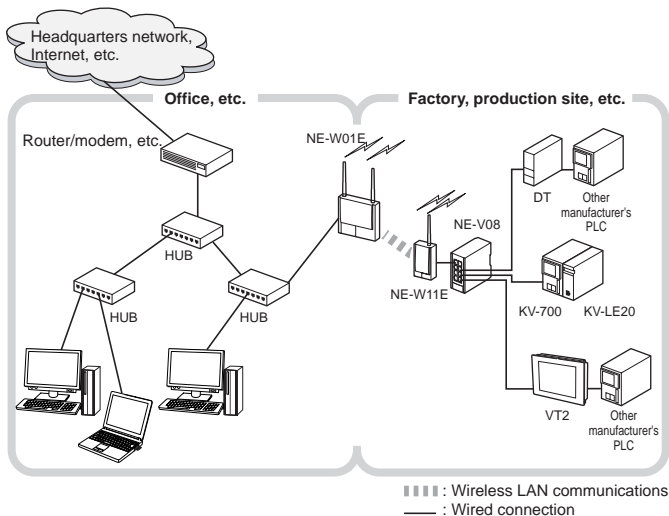 Headquarters network,
Internet, etc.
Office, etc.
Factory, production site, etc.
Router/modem, etc.
NE-W01E
HUB
HUB
HUB
NE-W11E
NE-V08
DT
Other
manufacturer's
PLC
KV-700
KV-LE20
VT2
Other
manufacturer's
PLC
: Wireless LAN communications
: Wired connection